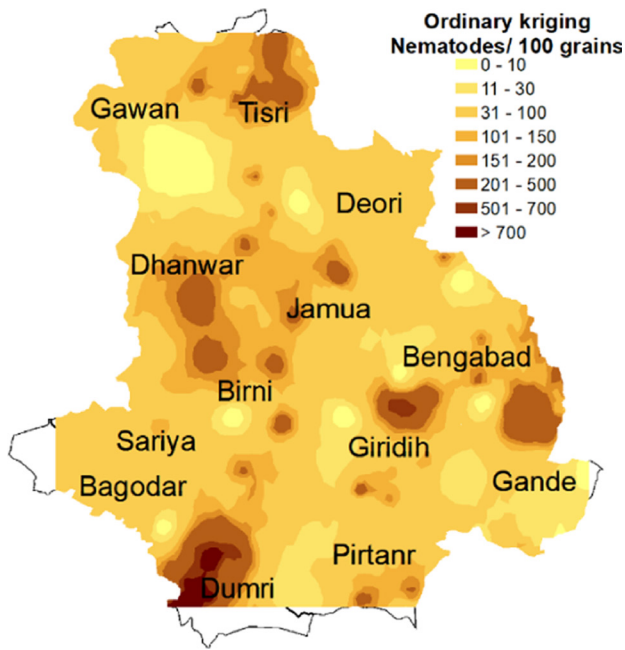 Ordinary kriging
Nematodes/ 100 grains
0 - 10
11 - 30
31 - 100
101 - 150
151 - 200
201 - 500
501 - 700
> 700
Gawan
Tisri
Deori
Dhanwar
Jamua
Bengabad
Birni
Sariya
Giridih
Bagodar
Gande
Pirtanr
Dumri